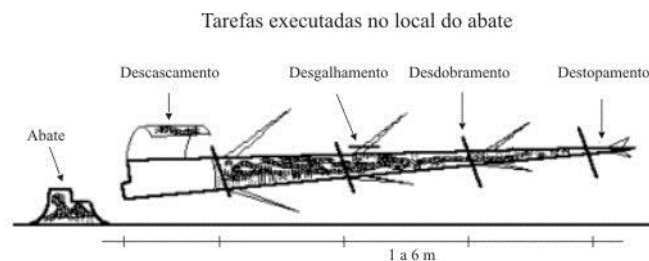 Tarefas executadas no local do abate
Descascamento
Desgalhamento
Desdobramento
Destopamento
Abate
1 a 6 m